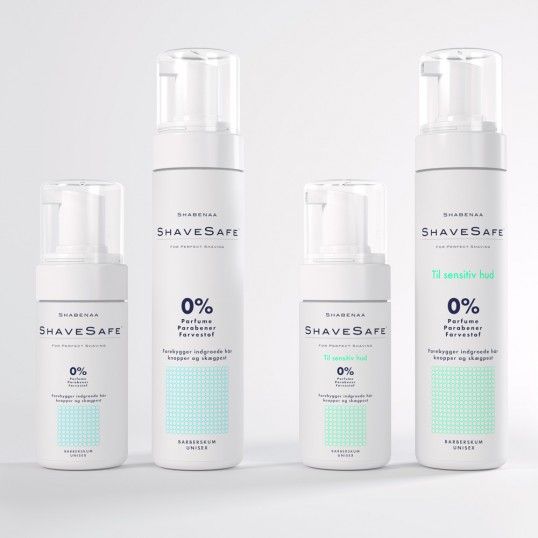 SHABENAA
SHAVESAFE
FOR PERFECT SHAVING
0%
Parfume
Parabener
Farvestof
Forebygger indgroede hår
knopper og skægpest
BARBERSKUM
UNISEX
SHABENAA
SHAVESAFE
FOR PERFECT SHAVING
0%
Parfume
Parabener
Farvestof
Forebygger indgroede hår
knopper og skægpest
BARBERSKUM
UNISEX
SHABENAA
SHAVESAFE
FOR PERFECT SHAVING
Til sensitiv hud
0%
Parfume
Parabener
Farvestof
Forebygger indgroede hår
knopper og skægpest
BARBERSKUM
UNISEX
SHABENAA
SHAVESAFE
FOR PERFECT SHAVING
Til sensitiv hud
0%
Parfume
Parabener
Farvestof
Forebygger indgroede hår
knopper og skægpest
BARBERSKUM
UNISEX